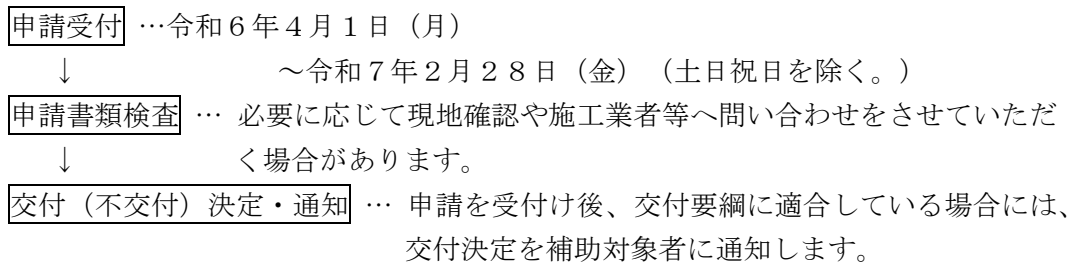 申請受付 …令和６年４月１日（月）
↓ ～令和７年２月２８日（金）（土日祝日を除く。）
申請書類検査 … 必要に応じて現地確認や施工業者等へ問い合わせをさせていただ
↓ く場合があります。
交付（不交付）決定・通知 … 申請を受付け後、交付要綱に適合している場合には、
交付決定を補助対象者に通知します。